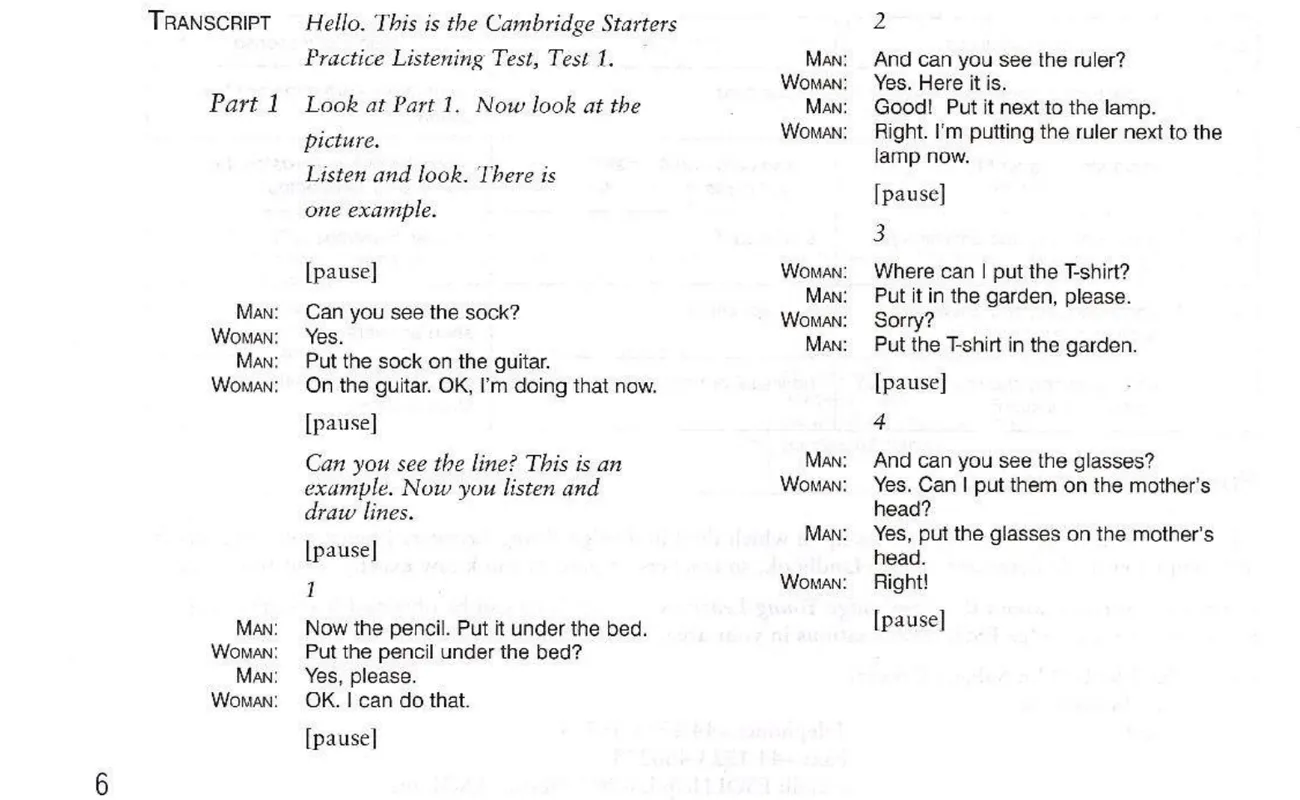 TRANSCRIPT Hello. This is the Cambridge Starters
Practice Listening Test, Test 1.
Part 1 Look at Part 1. Now look at the
picture.
Listen and look. There is
one example.
[pause]
MAN: Can you see the sock?
WOMAN: Yes.
MAN: Put the sock on the guitar.
WOMAN: On the guitar. OK, I'm doing that now.
[pause]
Can you see the line? This is an
example. Now you listen and
draw lines.
[pause]
1
MAN: Now the pencil. Put it under the bed.
WOMAN: Put the pencil under the bed?
MAN: Yes, please.
WOMAN: OK. I can do that.
[pause]
6
2
MAN: And can you see the ruler?
WOMAN: Yes. Here it is.
MAN: Good! Put it next to the lamp.
WOMAN: Right. I'm putting the ruler next to the
lamp now.
[pause]
3
WOMAN: Where can I put the T-shirt?
MAN: Put it in the garden, please.
WOMAN: Sorry?
MAN: Put the T-shirt in the garden.
[pause]
4
MAN: And can you see the glasses?
WOMAN: Yes. Can I put them on the mother's
head?
MAN: Yes, put the glasses on the mother's
head.
WOMAN: Right!
[pause]